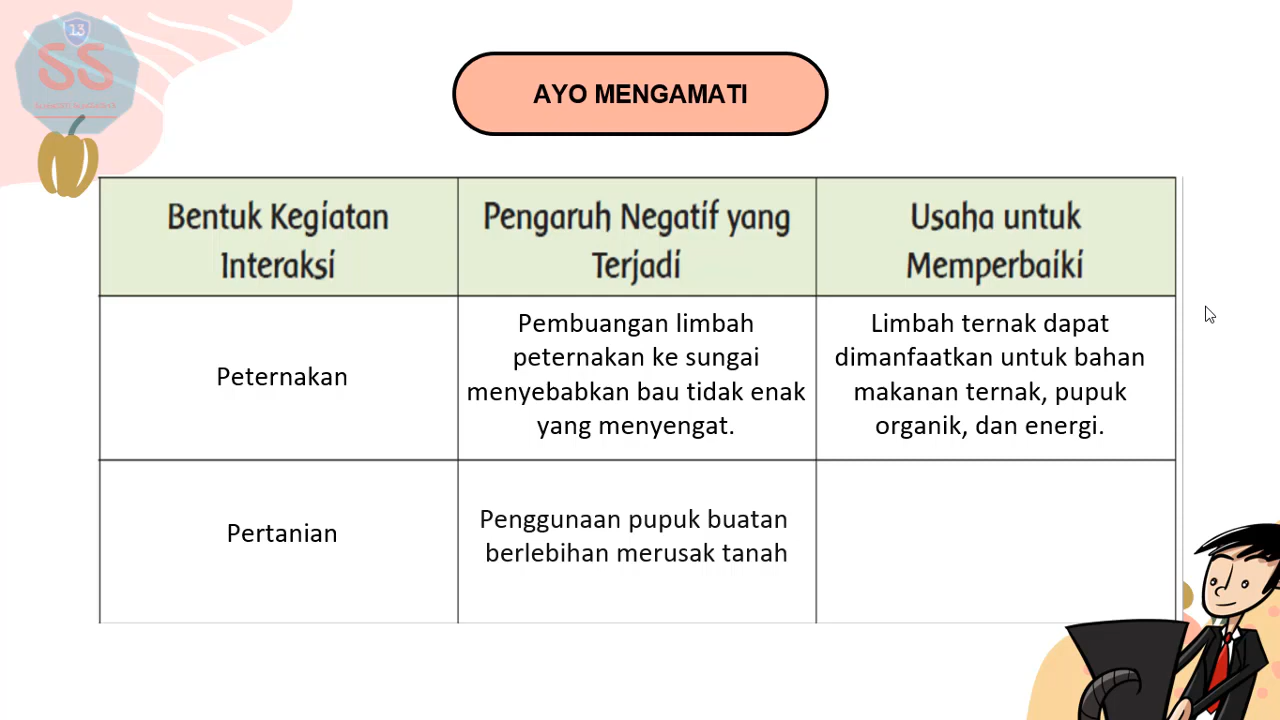 13
SS
AYO MENGAMATI
Bentuk Kegiatan
Interaksi
Pengaruh Negatif yang
Terjadi
Usaha untuk
Memperbaiki
Peternakan
Pembuangan limbah
peternakan ke sungai
menyebabkan bau tidak enak
yang menyengat.
Limbah ternak dapat
dimanfaatkan untuk bahan
makanan ternak, pupuk
organik, dan energi.
Pertanian
Penggunaan pupuk buatan
berlebihan merusak tanah